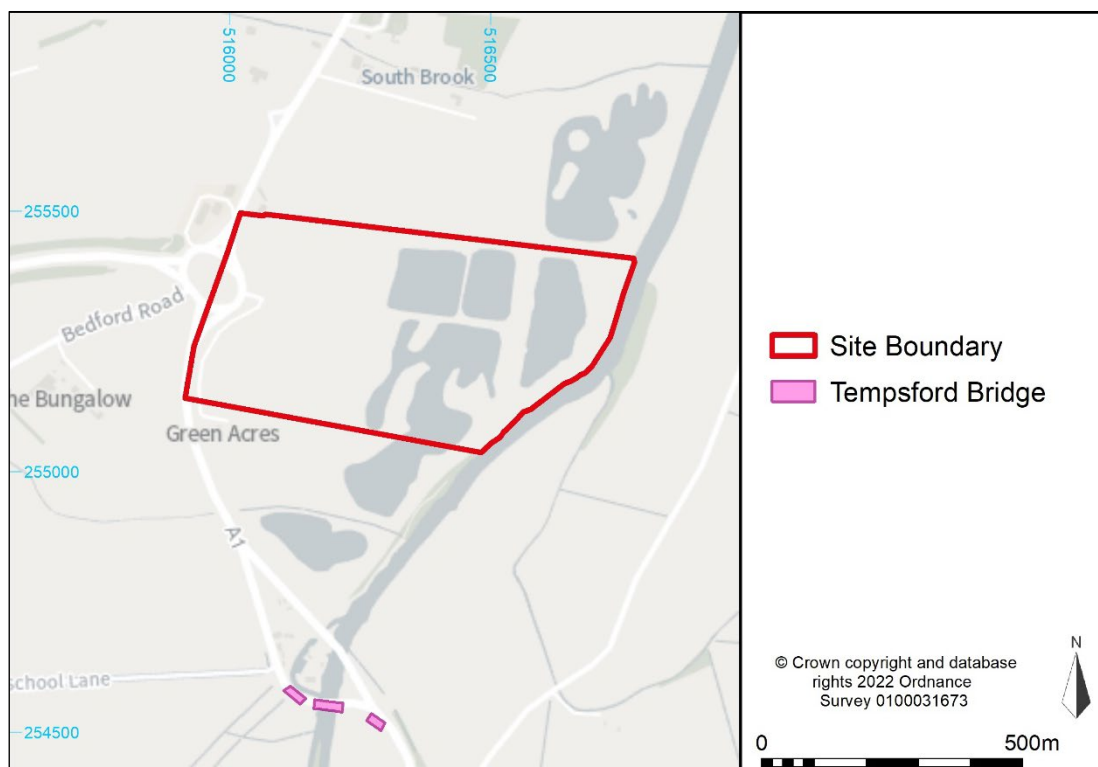 516000
516500
South Brook
255500
Bedford Road
ne Bungalow
Green Acres
255000
A1
school Lane
254500
Site Boundary
Tempsford Bridge
© Crown copyright and database
rights 2022 Ordnance
Survey 0100031673
N
0
500m